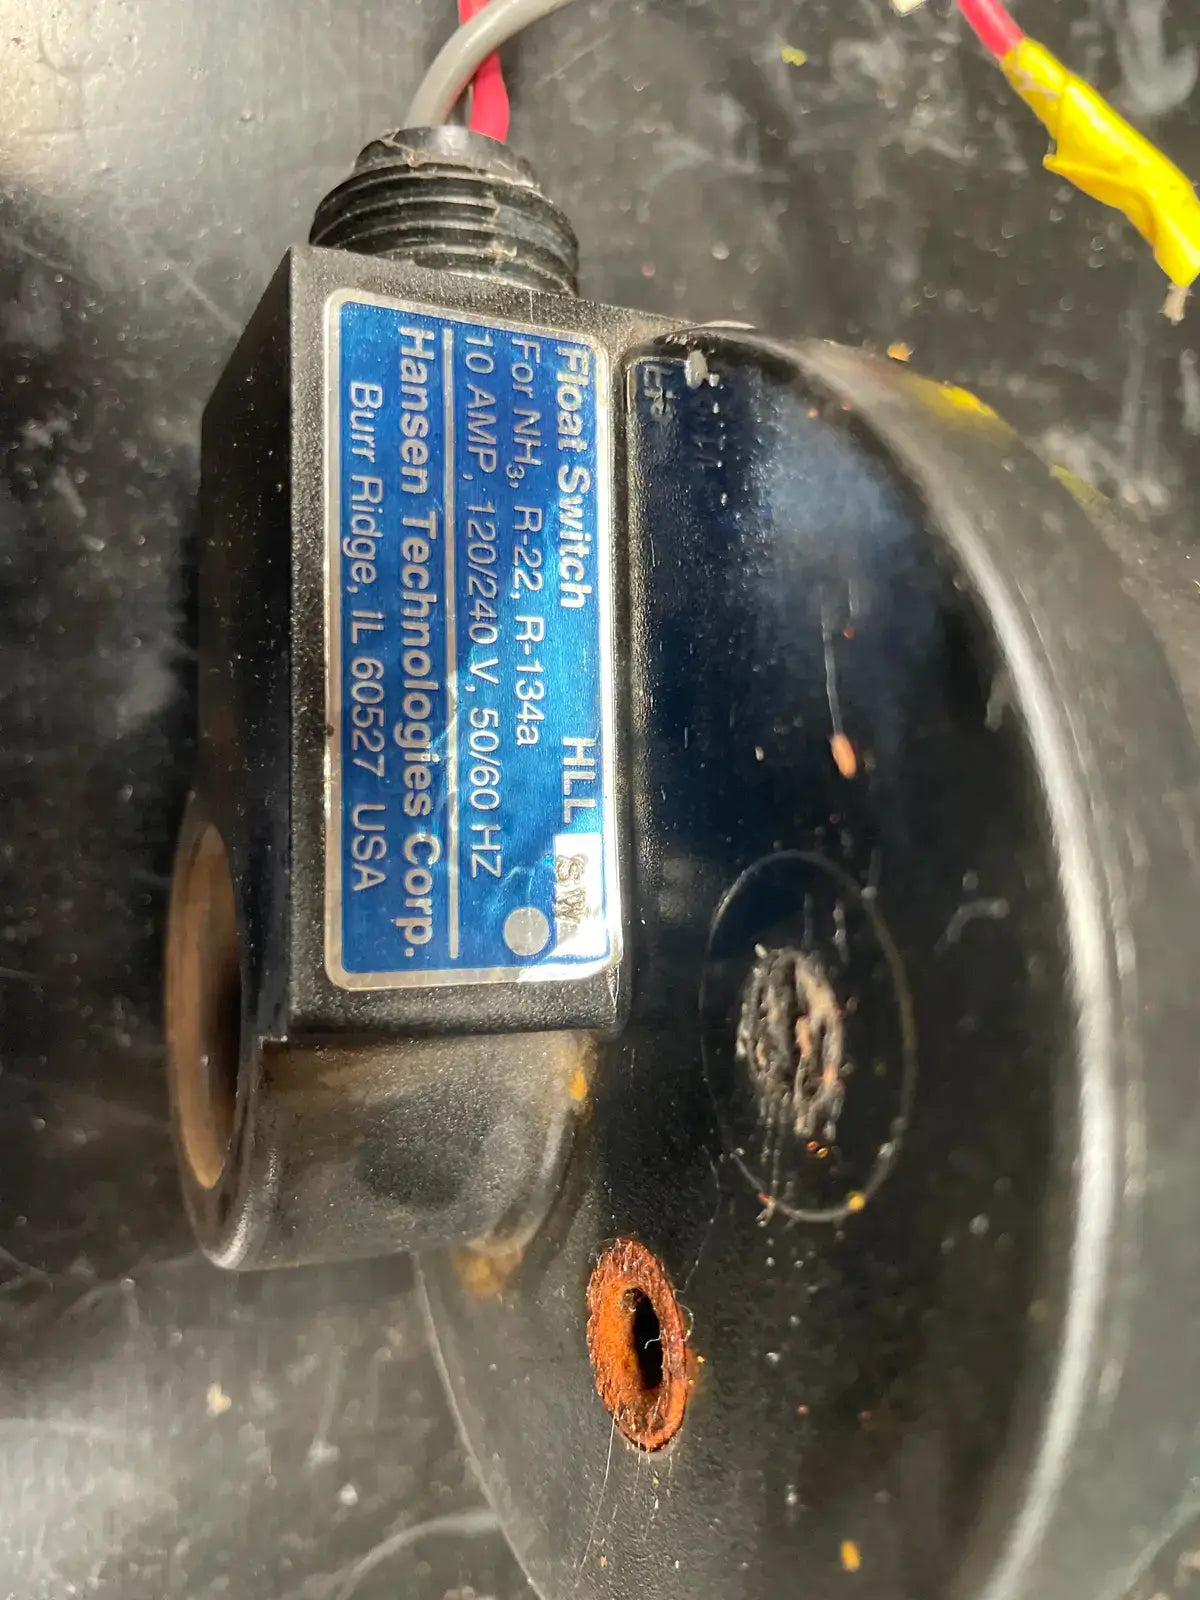 Float Switch HLL SW
For NH₃, R-22, R-134a
10 AMP, 120/240 V, 50/60 HZ
Hansen Technologies Corp.
Burr Ridge, IL 60527 USA